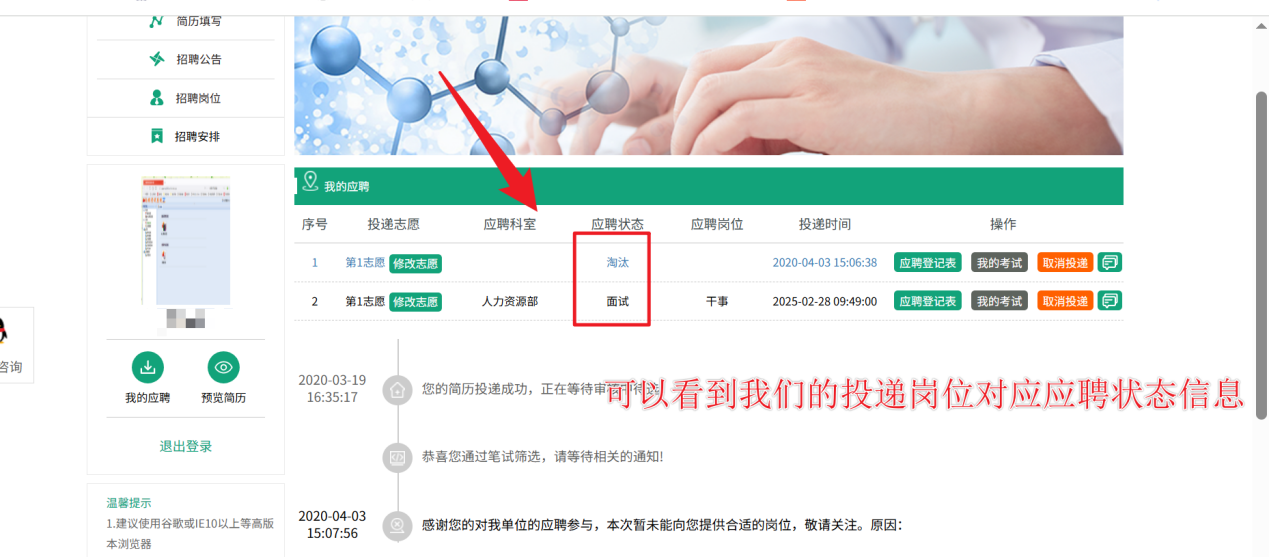 简历填写
招聘公告
招聘岗位
招聘安排
咨询
我的应聘
预览简历
退出登录
温馨提示
1.建议使用谷歌或IE10以上等高版
本浏览器
我的应聘
序号 投递志愿 应聘科室 应聘状态 应聘岗位 投递时间 操作
1 第1志愿 修改志愿 淘汰 2020-04-03 15:06:38 应聘登记表 我的考试 取消投递
2 第1志愿 修改志愿 人力资源部 面试 干事 2025-02-28 09:49:00 应聘登记表 我的考试 取消投递
2020-03-19
16:35:17
您的简历投递成功，正在等待审
可以看到我们的投递岗位对应应聘状态信息
恭喜您通过笔试筛选，请等待相关的通知!
2020-04-03
15:07:56
感谢您的对我单位的应聘参与，本次暂未能向您提供合适的岗位，敬请关注。原因：